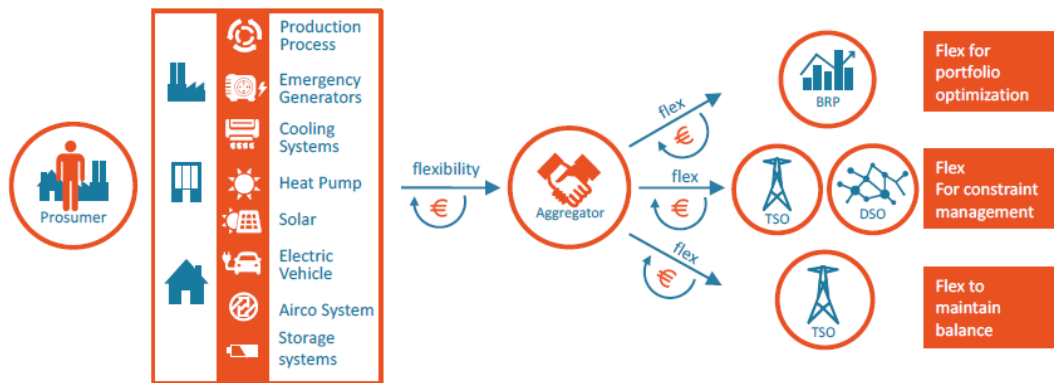 Prosumer
Production
Process
Emergency
Generators
Cooling
Systems
Heat Pump
Solar
Electric
Vehicle
Airco System
Storage
systems
flexibility
€
Aggregator
flex
€
flex
€
flex
€
BRP
TSO
DSO
TSO
Flex for
portfolio
optimization
Flex
For constraint
management
Flex to
maintain
balance